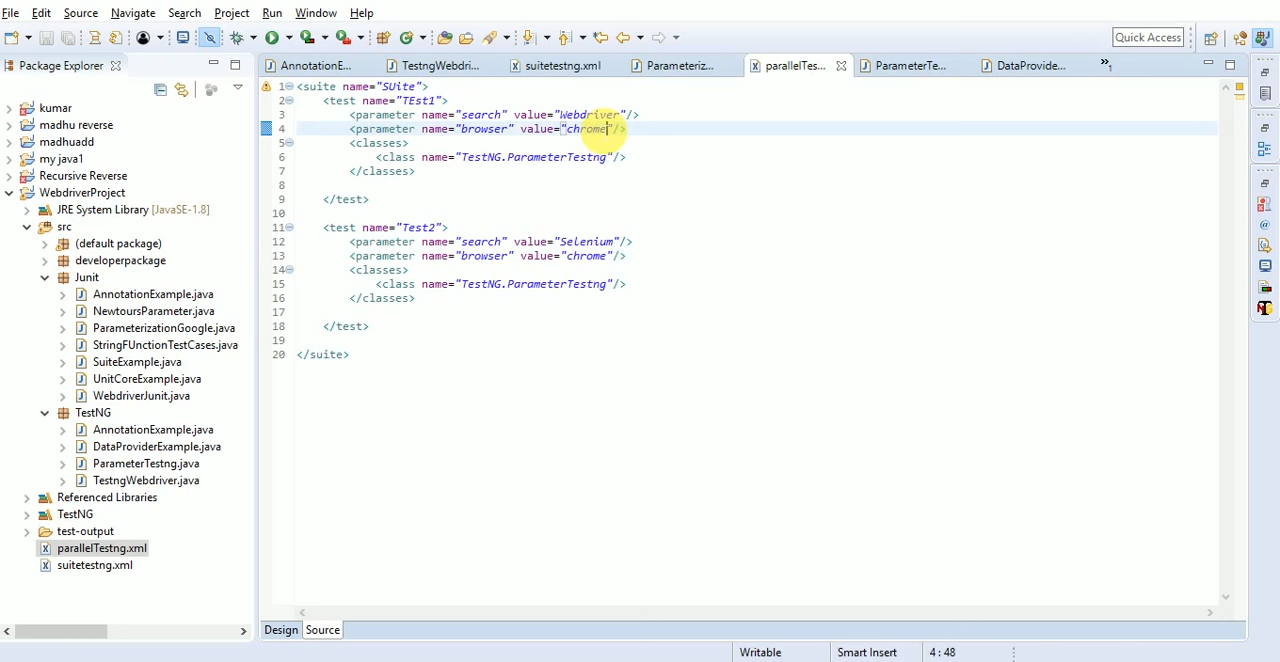 File Edit Source Navigate Search Project Run Window Help
Quick Access
Package Explorer
AnnotationE... TestngWebdri... suitetestng.xml Parameteriz... parallelTes... ParameterTe... DataProvide... »1
kumar
madhu reverse
madhuadd
my java1
Recursive Reverse
WebdriverProject
JRE System Library [JavaSE-1.8]
src
(default package)
developerpackage
Junit
AnnotationExample.java
NewtoursParameter.java
ParameterizationGoogle.java
StringFUnctionTestCases.java
SuiteExample.java
UnitCoreExample.java
WebdriverJunit.java
TestNG
AnnotationExample.java
DataProviderExample.java
ParameterTestng.java
TestngWebdriver.java
Referenced Libraries
TestNG
test-output
parallelTestng.xml
suitetestng.xml
1 <suite name="SUite">
2 <test name="TEst1">
3 <parameter name="search" value="Webdriver"/>
4 <parameter name="browser" value="chrome"/>
5 <classes>
6 <class name="TestNG.ParameterTestng"/>
7 </classes>
8
9 </test>
10
11 <test name="Test2">
12 <parameter name="search" value="Selenium"/>
13 <parameter name="browser" value="chrome"/>
14 <classes>
15 <class name="TestNG.ParameterTestng"/>
16 </classes>
17
18 </test>
19
20 </suite>
Design Source
Writable Smart Insert 4 : 48